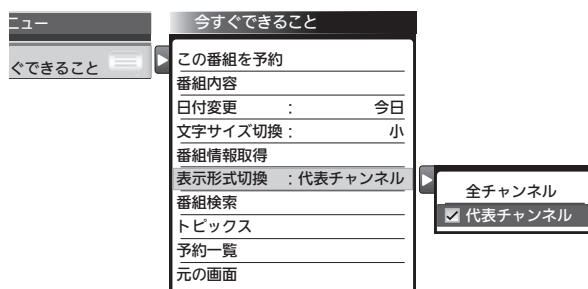 ニュー
ぐできること
今すぐできること
この番組を予約
番組内容
日付変更 : 今日
文字サイズ切換 : 小
番組情報取得
表示形式切換 : 代表チャンネル
番組検索
トピックス
予約一覧
元の画面
全チャンネル
代表チャンネル